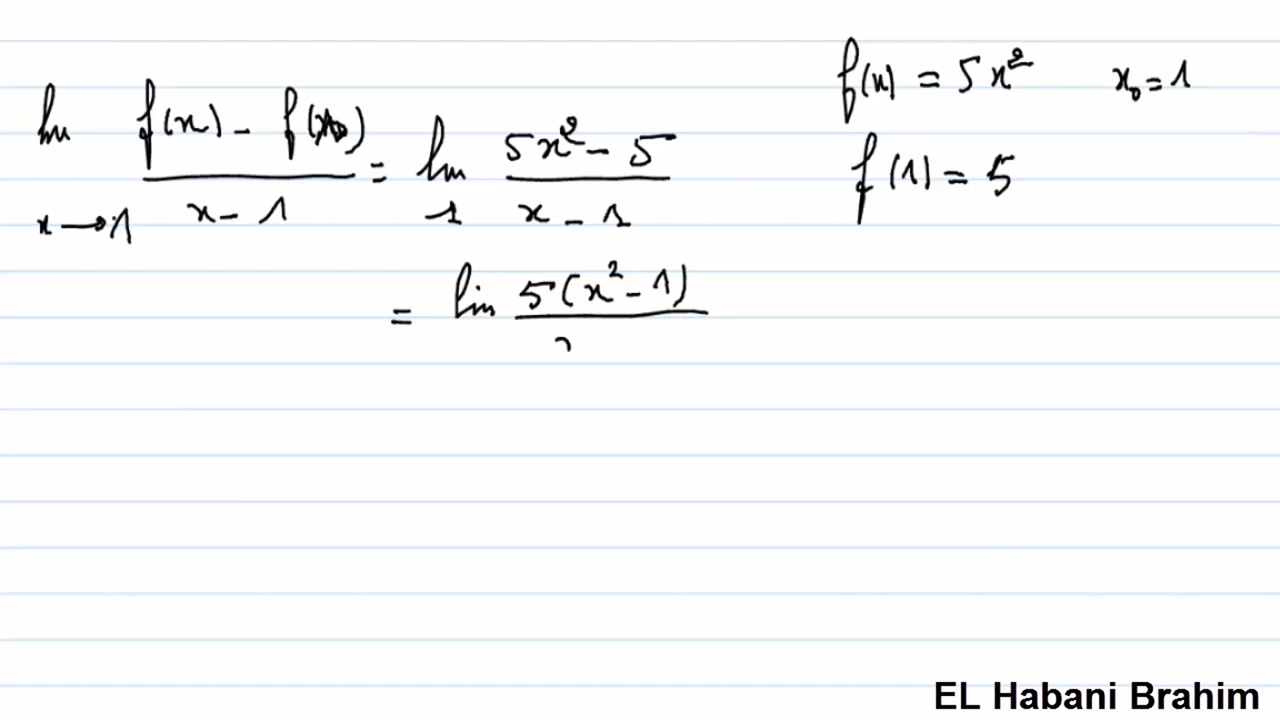 lim x→1 (f(x) - f(x₀))/(x - 1) = lim 1 (5x² - 5)/(x - 1)
= lim 5(x² - 1)
f(x) = 5x² x₀ = 1
f(1) = 5
EL Habani Brahim